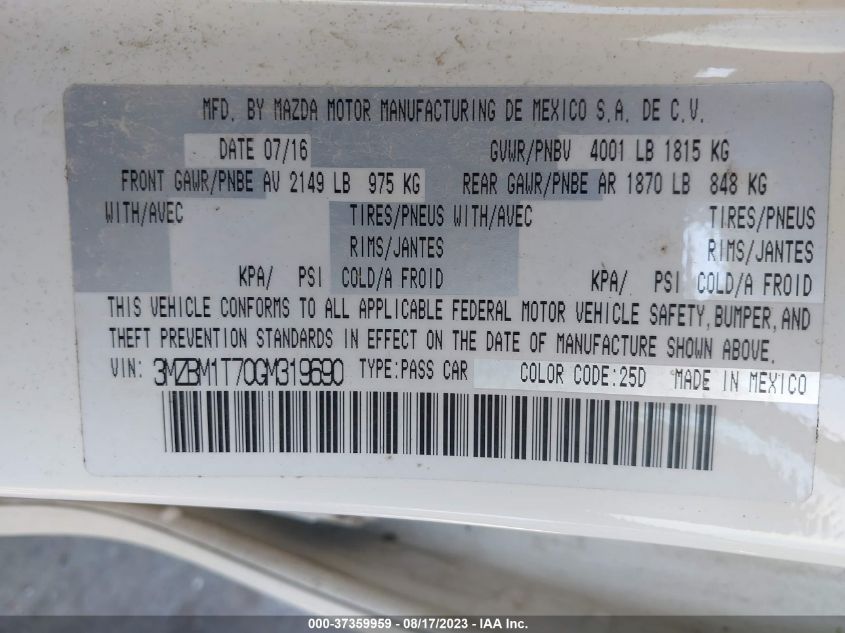 MFD. BY MAZDA MOTOR MANUFACTURING DE MEXICO S.A. DE C.V.
DATE 07/16 GVWR/PNBV 4001 LB 1815 KG
FRONT GAWR/PNBE AV 2149 LB 975 KG REAR GAWR/PNBE AR 1870 LB 848 KG
WITH/AVEC TIRES/PNEUS WITH/AVEC TIRES/PNEUS
RIMS/JANTES RIMS/JANTES
KPA/ PSI COLD/A FROID KPA/ PSI COLD/A FROID
THIS VEHICLE CONFORMS TO ALL APPLICABLE FEDERAL MOTOR VEHICLE SAFETY, BUMPER, AND
THEFT PREVENTION STANDARDS IN EFFECT ON THE DATE OF MANUFACTURE SHOWN ABOVE.
VIN: 3MZBM1T70GM319690 TYPE:PASS CAR COLOR CODE:25D MADE IN MEXICO
000-37359959 - 08/17/2023 - IAA Inc.